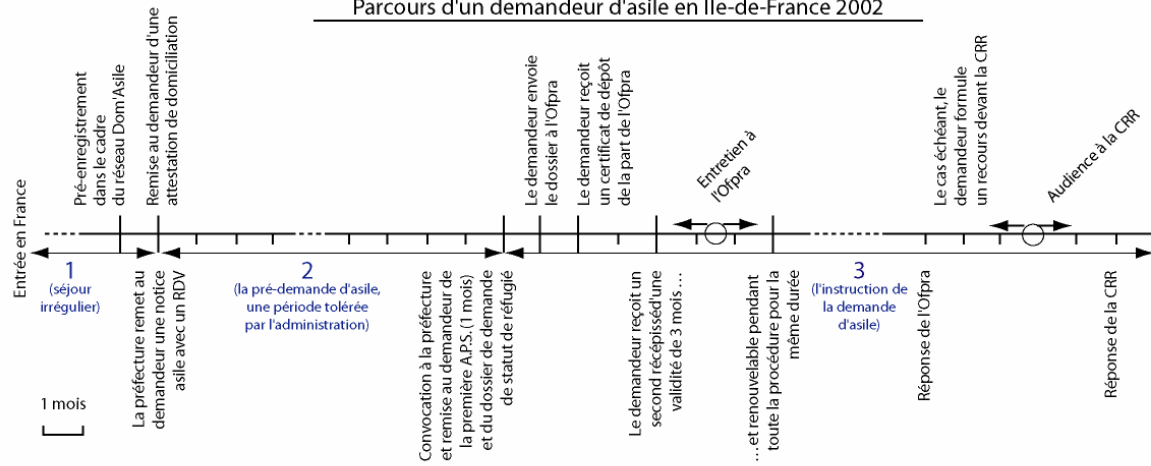 Parcours d'un demandeur d'asile en Ile-de-France 2002
Entrée en France
Pré-enregistrement
dans le cadre
du réseau Dom'Asile
Remise au demandeur d'une
attestation de domiciliation
Le demandeur envoie
le dossier à l'Ofpra
Le demandeur reçoit
un certificat de dépôt
de la part de l'Ofpra
Entretien à
l'Ofpra
Le cas échéant, le
demandeur formule
un recours devant la CRR
Audience à la CRR
1
(séjour
irrégulier)
La préfecture remet au
demandeur une notice
asile avec un RDV
2
(la pré-demande d'asile,
une période tolérée
par l'administration)
Convocation à la préfecture
et remise au demandeur de
la première A.P.S. (1 mois)
et du dossier de demande
de statut de réfugié
Le demandeur reçoit un
second récépisséd'une
validité de 3 mois ...
...et renouvelable pendant
toute la procédure pour la
même durée
3
(l'instruction de
la demande
d'asile)
Réponse de l'Ofpra
Réponse de la CRR
1 mois